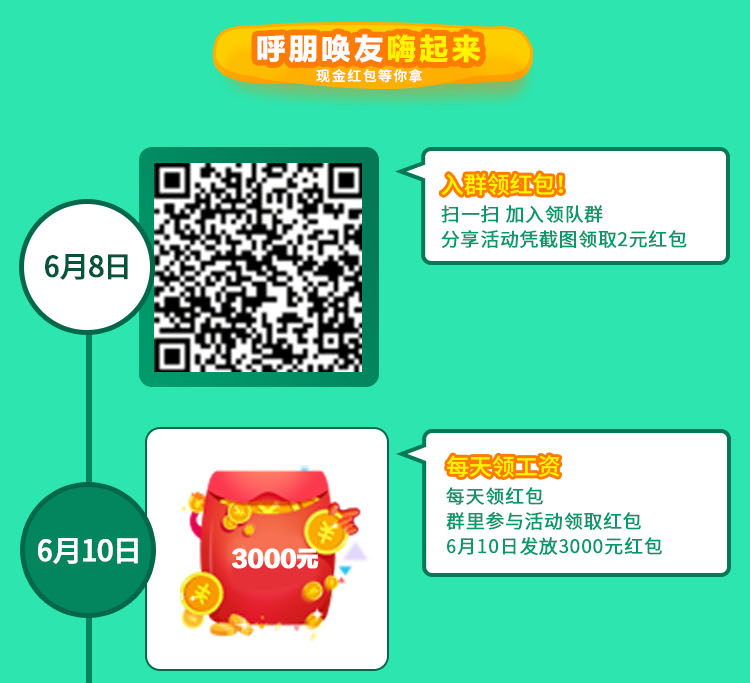 呼朋唤友嗨起来
现金红包等你拿
6月8日
入群领红包!
扫一扫 加入领队群
分享活动凭截图领取2元红包
6月10日
3000元
每天领工资
每天领红包
群里参与活动领取红包
6月10日发放3000元红包